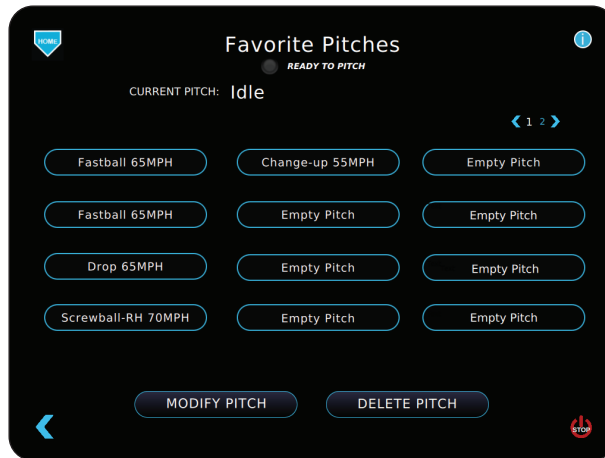 HOME
Favorite Pitches
i
READY TO PITCH
CURRENT PITCH: Idle
1 2
Fastball 65MPH Change-up 55MPH Empty Pitch
Fastball 65MPH Empty Pitch Empty Pitch
Drop 65MPH Empty Pitch Empty Pitch
Screwball-RH 70MPH Empty Pitch Empty Pitch
MODIFY PITCH DELETE PITCH
STOP